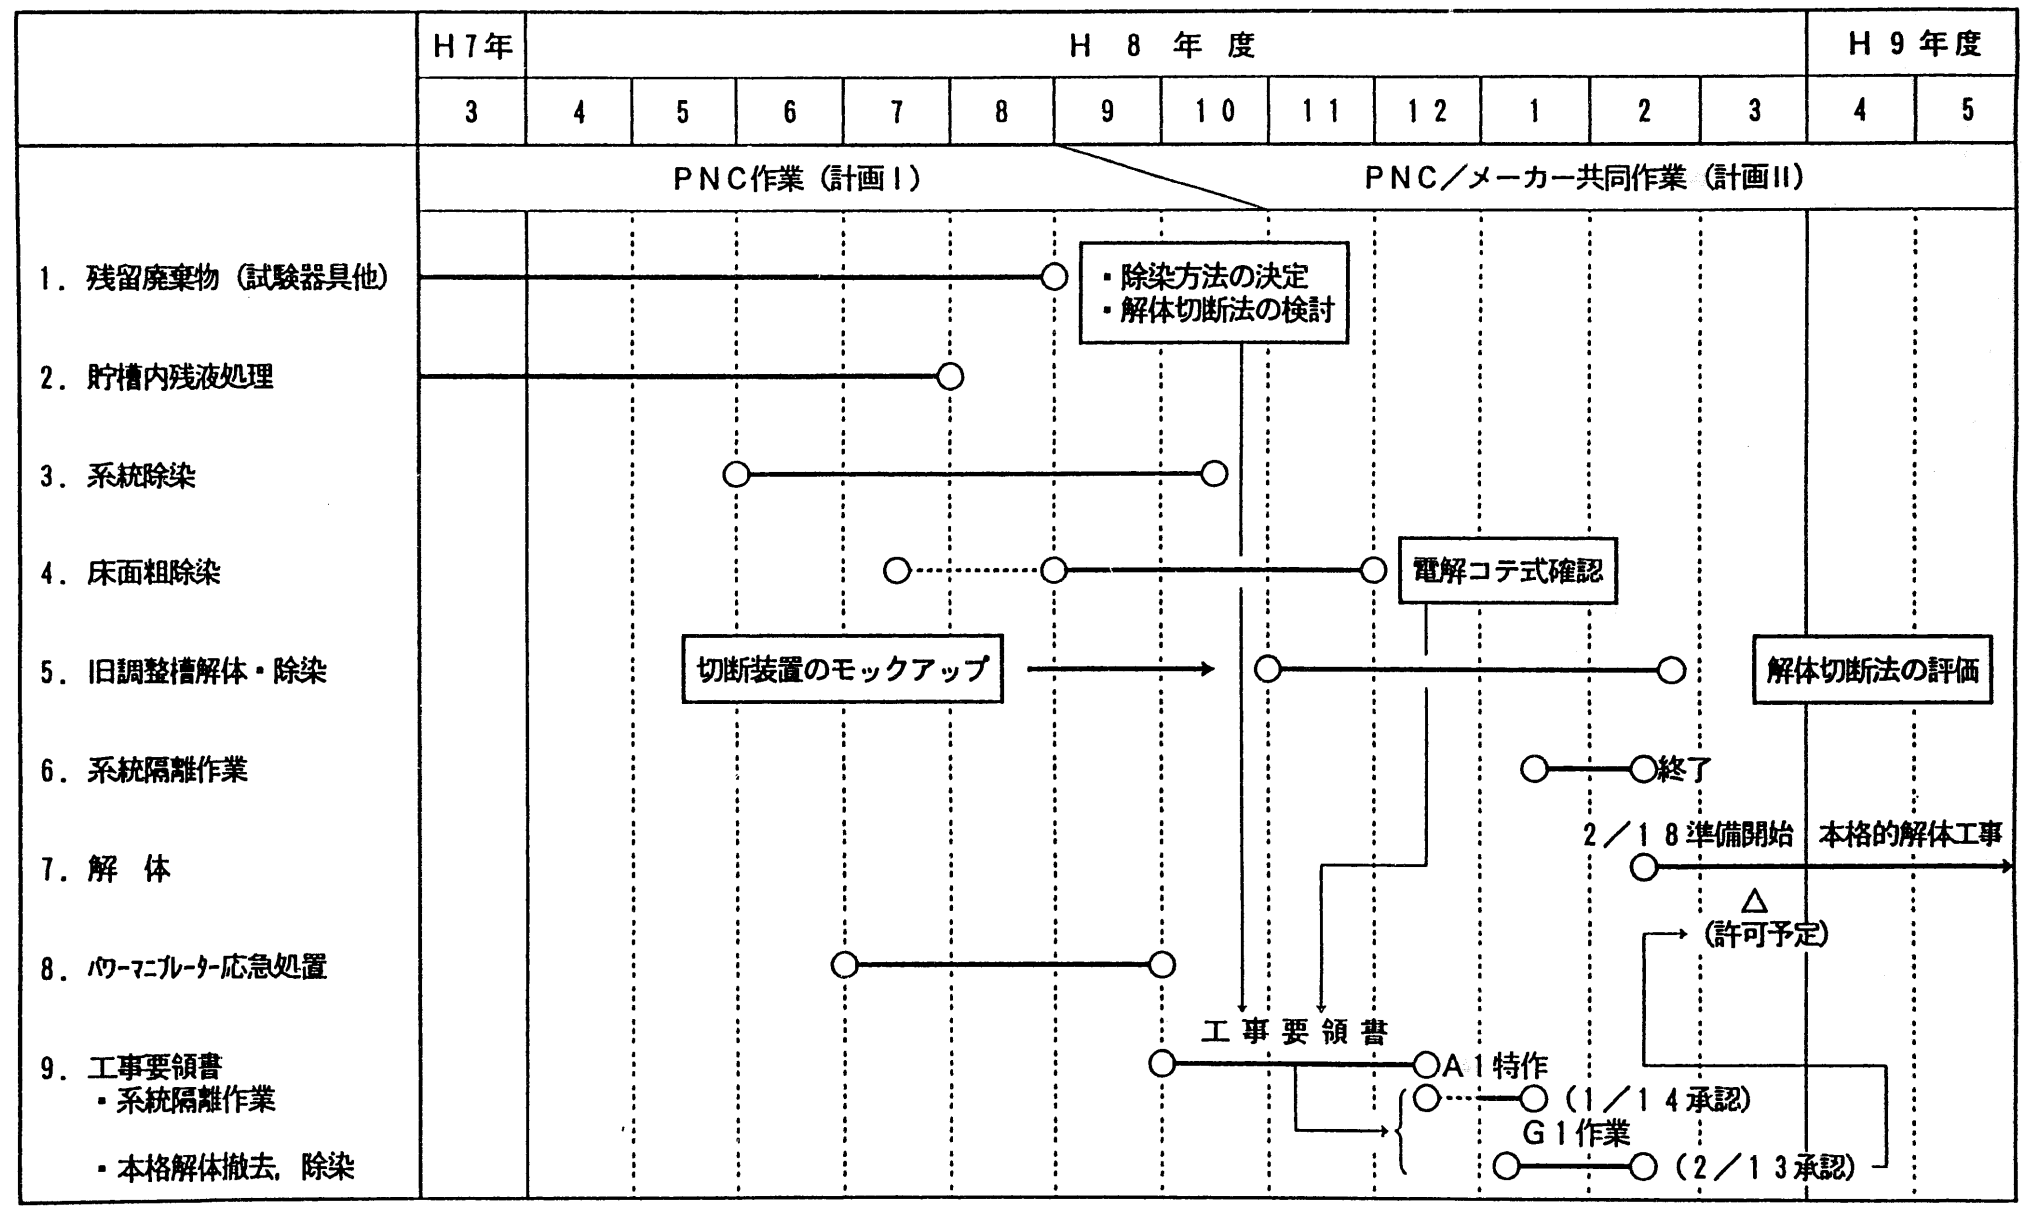 H7年 H 8 年 度 H 9 年度
3 4 5 6 7 8 9 10 11 12 1 2 3 4 5
PNC作業(計画I) PNC/メーカー共同作業(計画II)
1. 残留廃棄物(試験器具他)
・除染方法の決定
・解体切断法の検討
2. 貯槽内残液処理
3. 系統除染
4. 床面粗除染 電解コテ式確認
5. 旧調整槽解体・除染 切断装置のモックアップ 解体切断法の評価
6. 系統隔離作業 終了
2/18準備開始 本格的解体工事
7. 解 体
△
(許可予定)
8. パワーマニプレーター応急処置
工事要領書
9. 工事要領書 A1特作
・系統隔離作業 (1/14承認)
G1作業
・本格解体撤去,除染 (2/13承認)